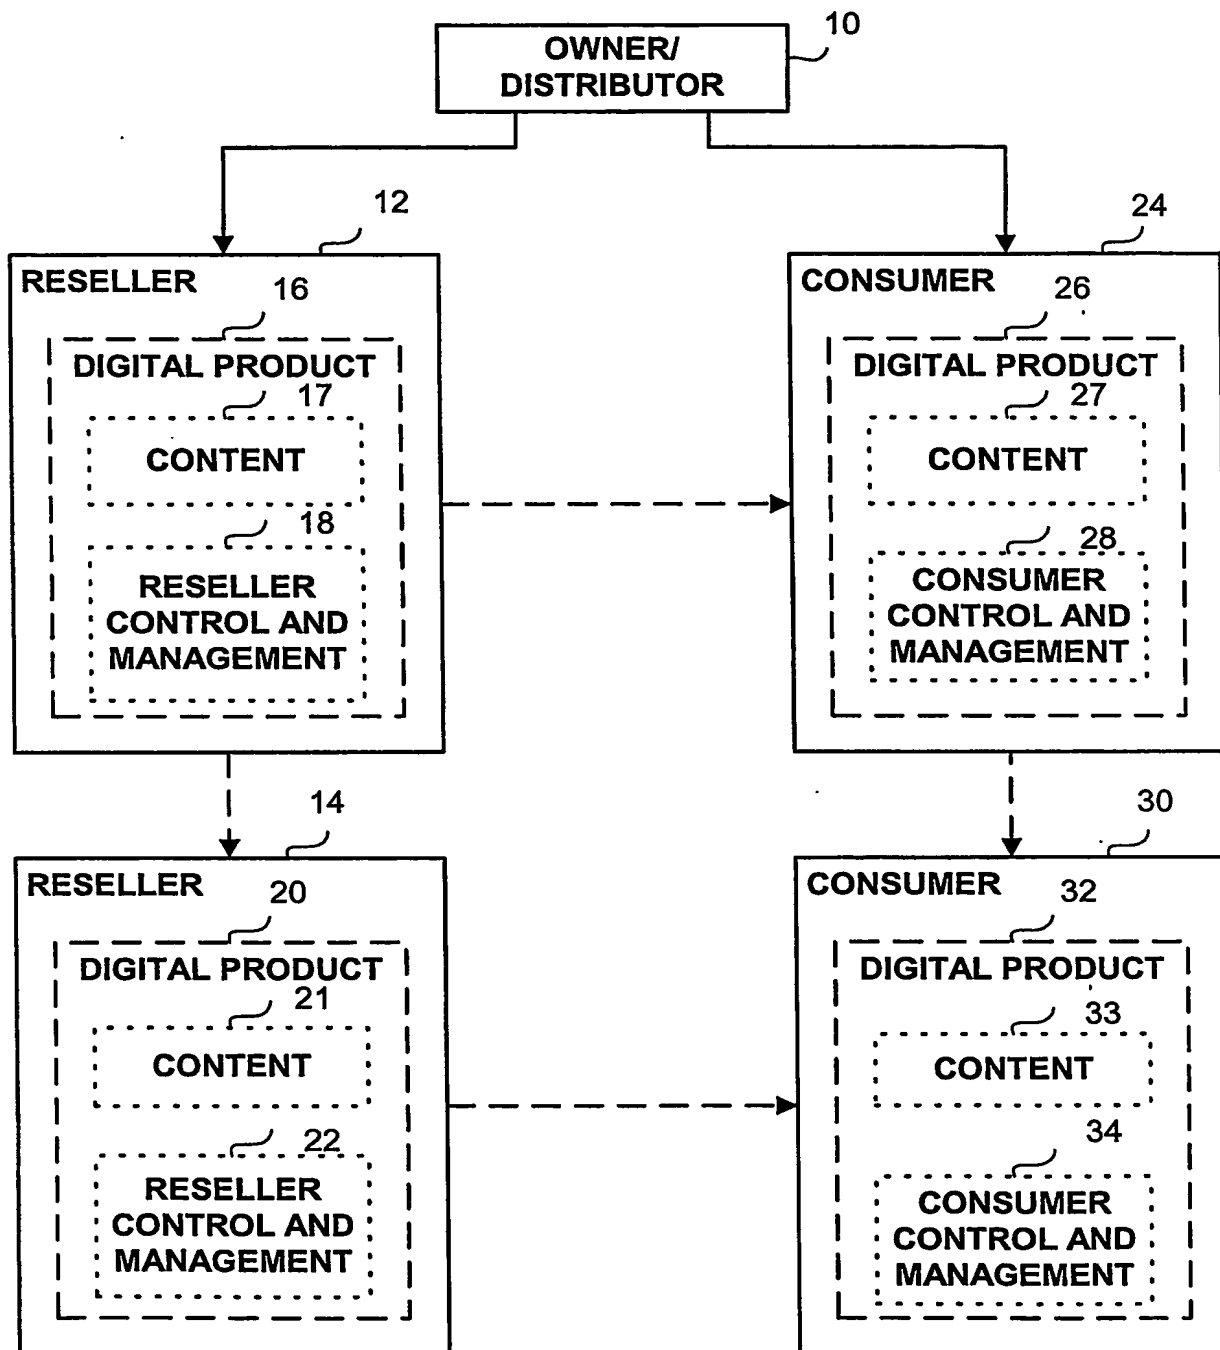 10
OWNER/
DISTRIBUTOR
12
RESELLER
16
DIGITAL PRODUCT
17
CONTENT
18
RESELLER
CONTROL AND
MANAGEMENT
24
CONSUMER
26
DIGITAL PRODUCT
27
CONTENT
28
CONSUMER
CONTROL AND
MANAGEMENT
14
RESELLER
20
DIGITAL PRODUCT
21
CONTENT
22
RESELLER
CONTROL AND
MANAGEMENT
30
CONSUMER
32
DIGITAL PRODUCT
33
CONTENT
34
CONSUMER
CONTROL AND
MANAGEMENT